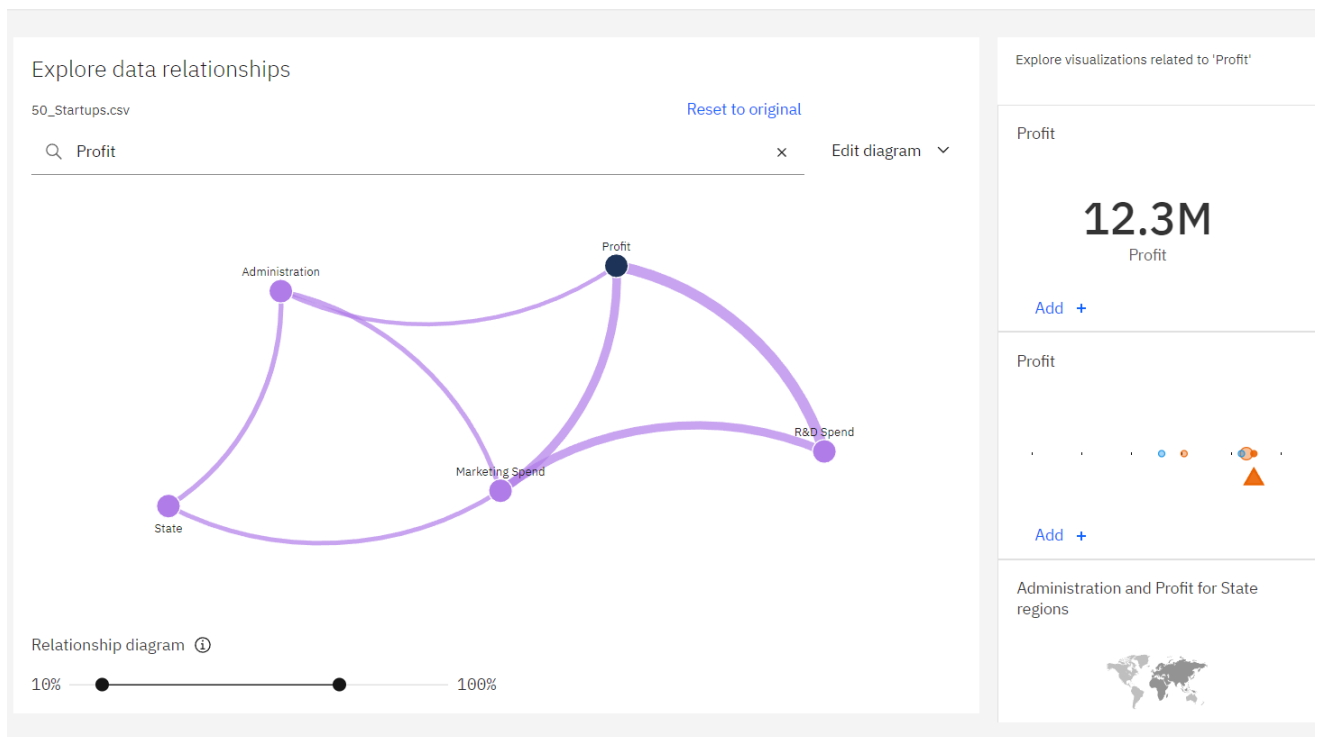 Explore data relationships
50_Startups.csv
Reset to original
Profit
Edit diagram
Profit
Administration
R&D Spend
Marketing Spend
State
Relationship diagram
10%
100%
Explore visualizations related to 'Profit'
Profit
12.3M
Profit
Add +
Profit
Add +
Administration and Profit for State
regions